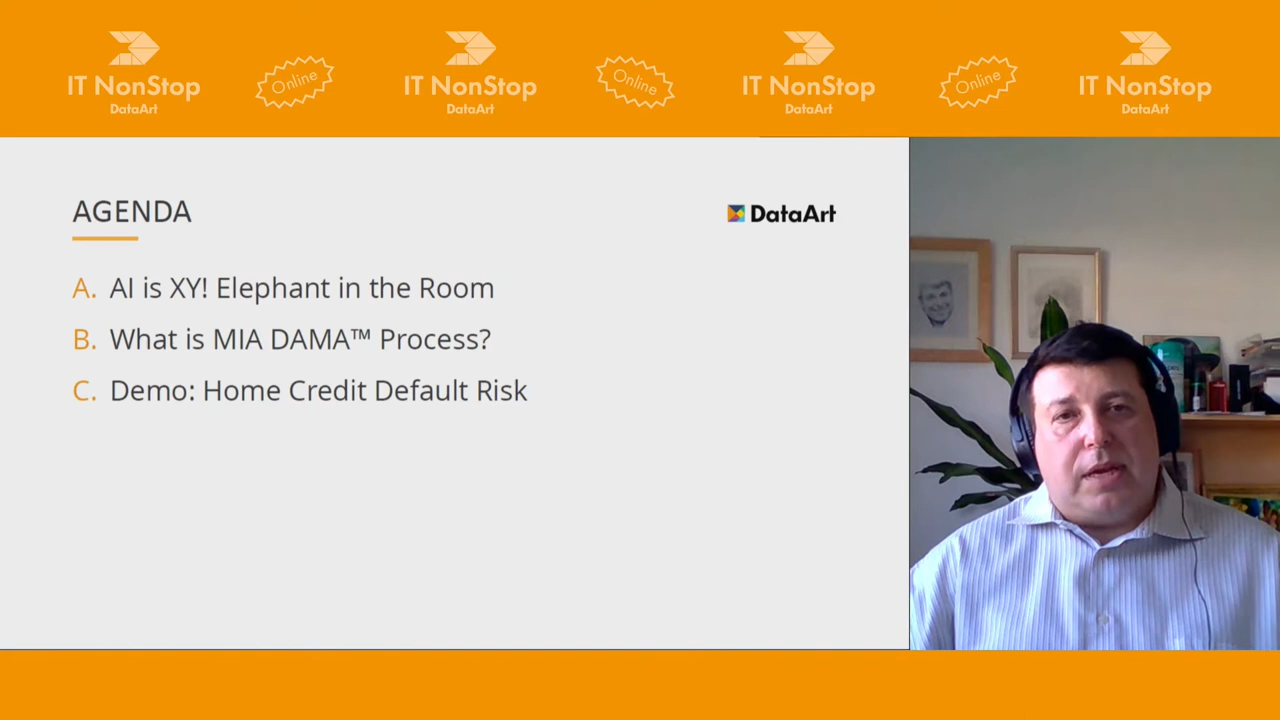 IT NonStop
DataArt
Online
IT NonStop
DataArt
Online
IT NonStop
DataArt
Online
IT NonStop
DataArt
AGENDA
DataArt
A. AI is XY! Elephant in the Room
B. What is MIA DAMA™ Process?
C. Demo: Home Credit Default Risk